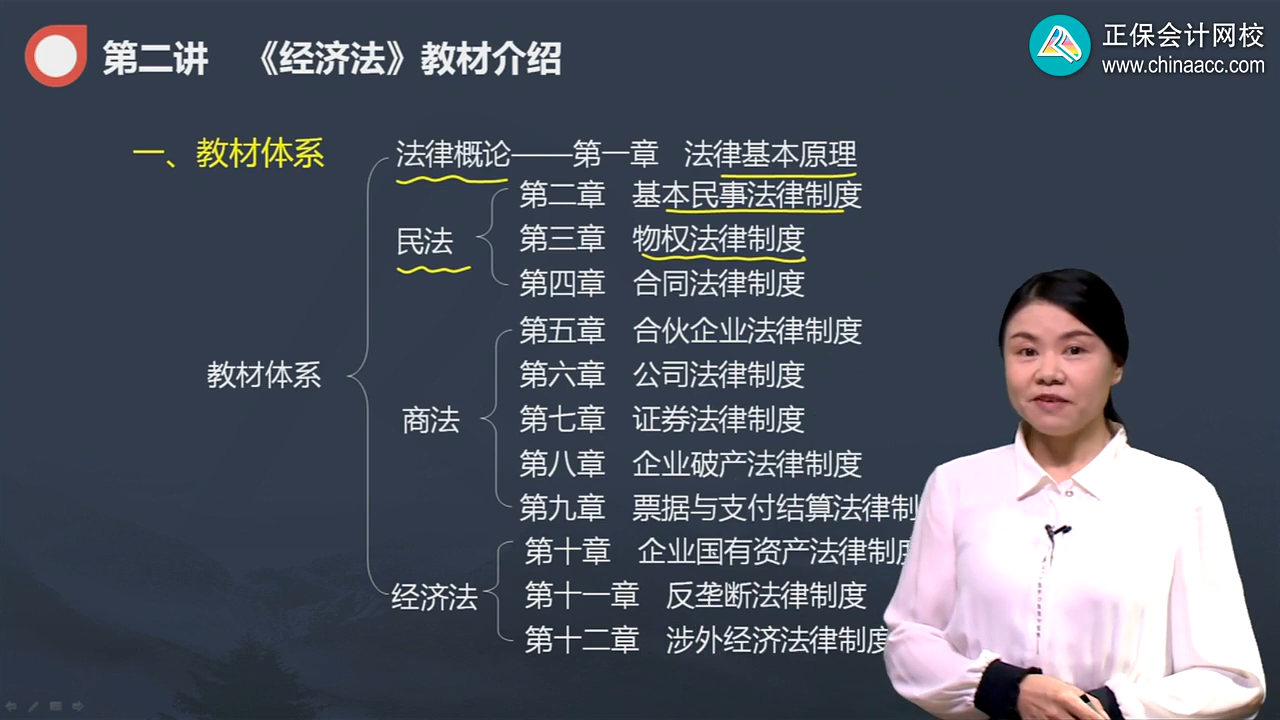 第二讲 《经济法》教材介绍
正保会计网校
www.chinaacc.com
一、教材体系
教材体系
法律概论——第一章 法律基本原理
民法
第二章 基本民事法律制度
第三章 物权法律制度
第四章 合同法律制度
商法
第五章 合伙企业法律制度
第六章 公司法律制度
第七章 证券法律制度
第八章 企业破产法律制度
第九章 票据与支付结算法律制
经济法
第十章 企业国有资产法律制度
第十一章 反垄断法律制度
第十二章 涉外经济法律制度